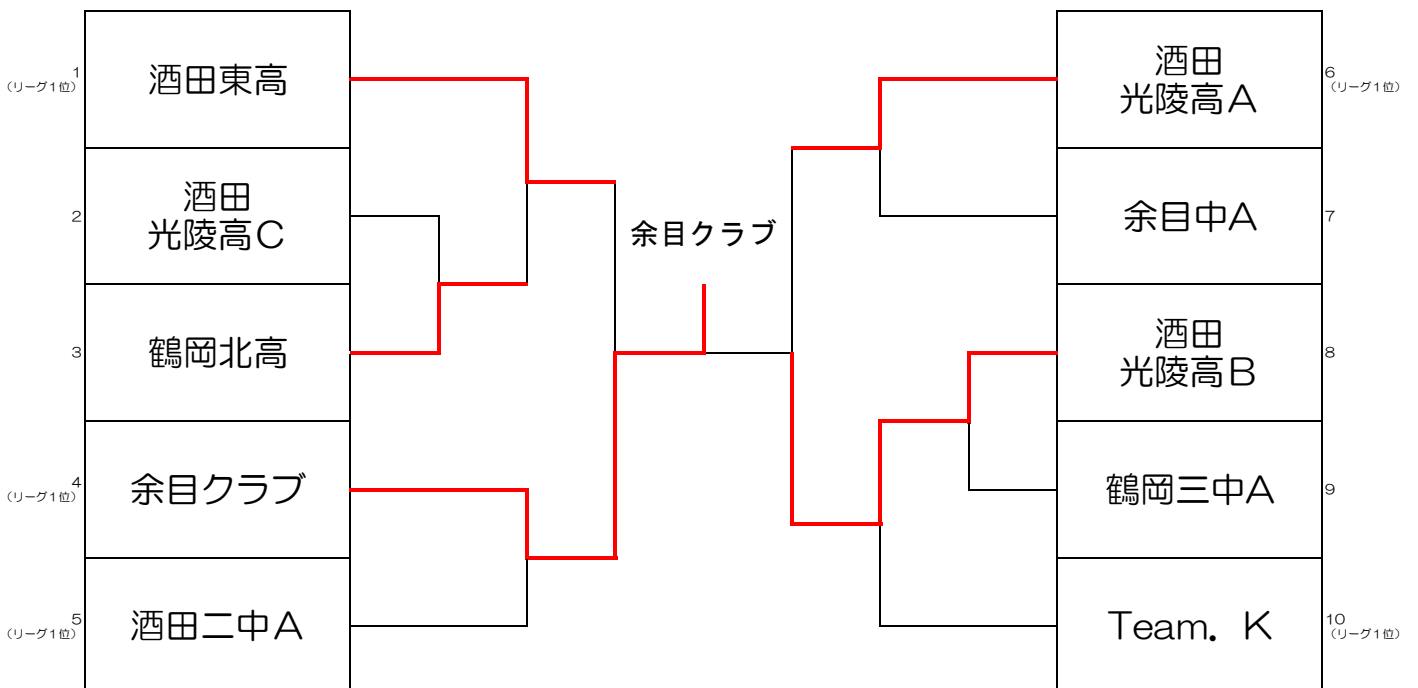 1
(リーグ1位)
酒田東高
2
酒田
光陵高C
3
鶴岡北高
4
(リーグ1位)
余目クラブ
5
(リーグ1位)
酒田二中A
余目クラブ
酒田
光陵高A
6
(リーグ1位)
余目中A
7
酒田
光陵高B
8
鶴岡三中A
9
Team. K
10
(リーグ1位)